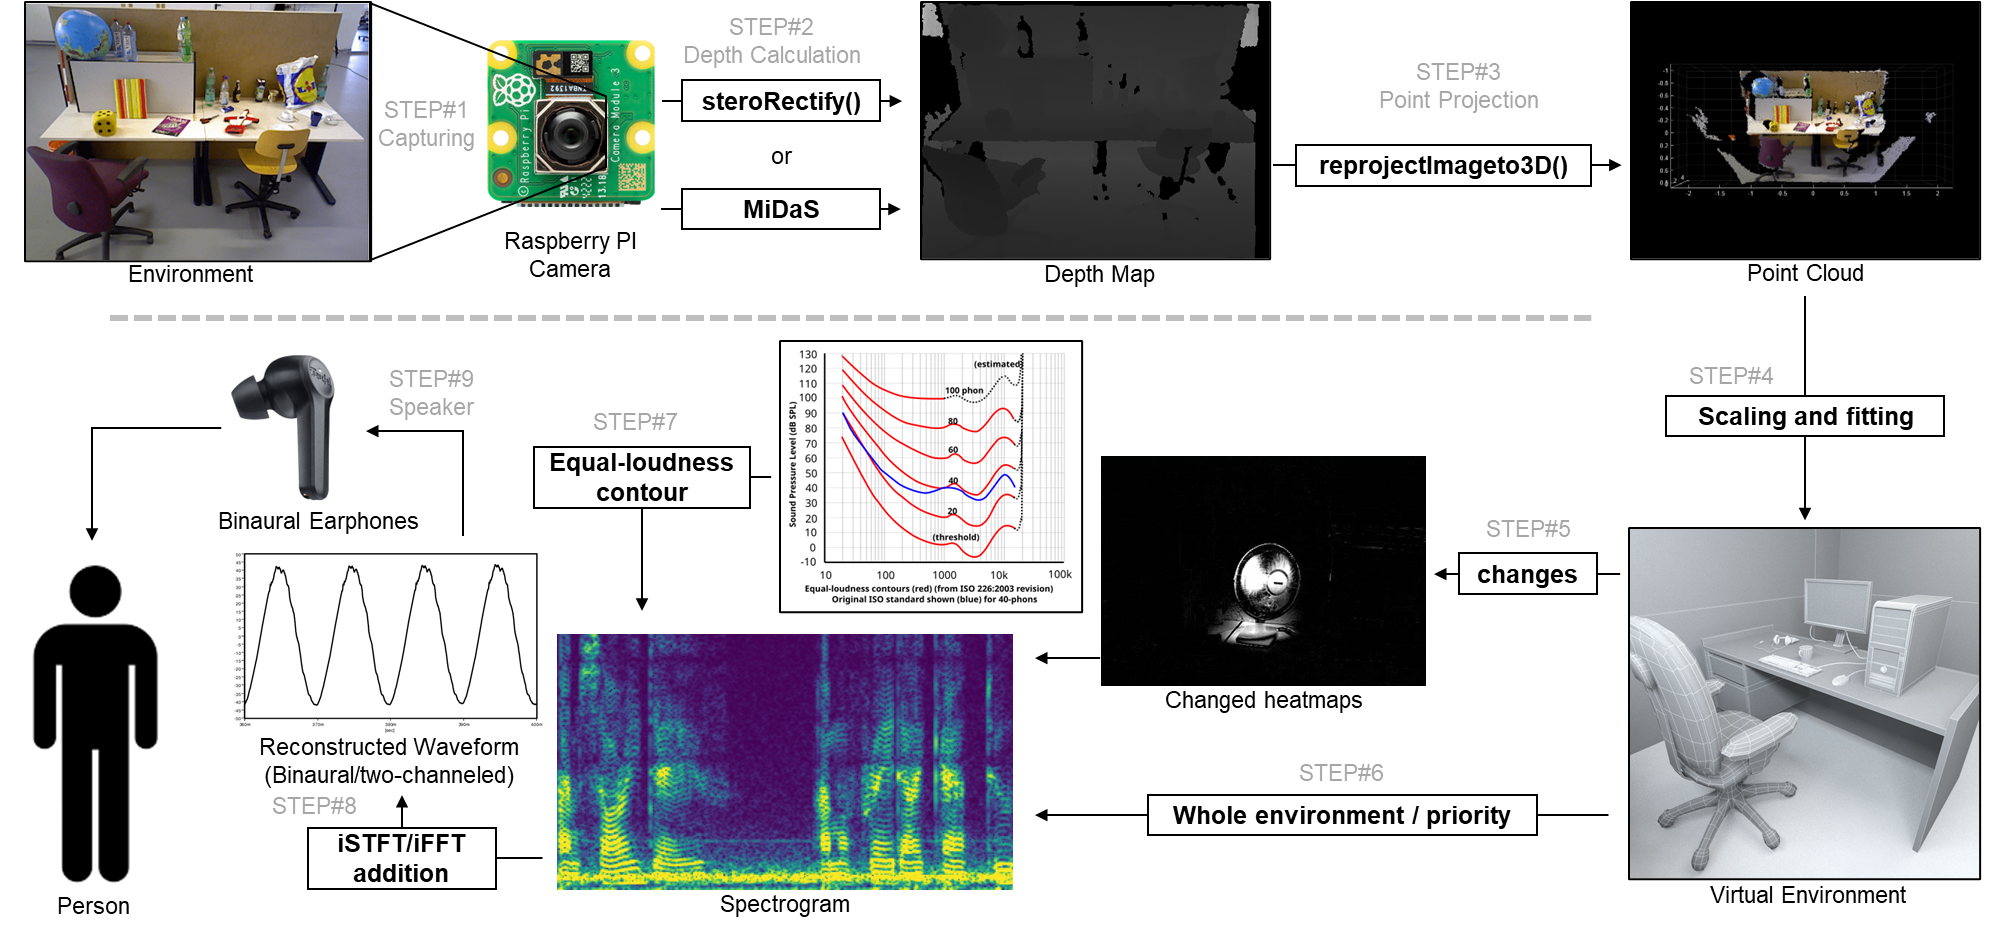 STEP#1
Capturing
Environment
© Raspberry Pi
Camera Module 3
Raspberry PI
Camera
STEP#2
Depth Calculation
steroRectify()
or
MiDaS
Depth Map
STEP#3
Point Projection
reprojectImageto3D()
Point Cloud
STEP#4
Scaling and fitting
Virtual Environment
STEP#5
changes
Changed heatmaps
STEP#6
Whole environment / priority
STEP#7
Equal-loudness
contour
Sound Pressure Level (dB SPL)
130
120
110
100
90
80
70
60
50
40
30
20
10
0
-10
(estimated)
100 phon
80
60
40
20
(threshold)
10
100
1000
10k
100k
Equal-loudness contours (red) (from ISO 226:2003 revision)
Original ISO standard shown (blue) for 40-phons
Spectrogram
STEP#8
iSTFT/iFFT
addition
Reconstructed Waveform
(Binaural/two-channeled)
STEP#9
Speaker
Binaural Earphones
Person